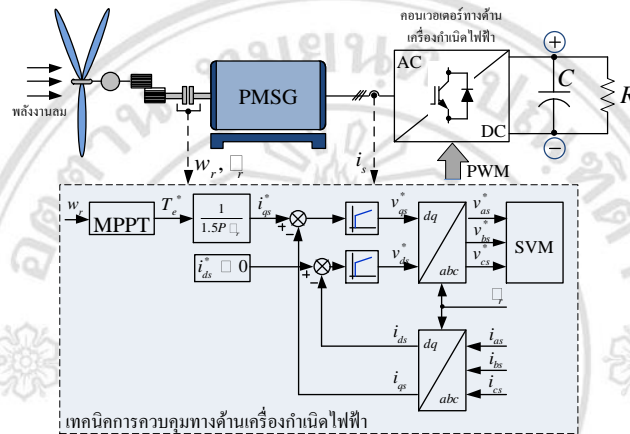 คอนเวอเตอร์ทางด้าน
เครื่องกำเนิดไฟฟ้า
AC
DC
PMSG
C
R
พลังงานลม
w_r, □_r
i_s
PWM
w_r
MPPT
T_e^*
1
1.5P □_r
i_qs^*
v_qs^*
dq
abc
v_as^*
v_bs^*
v_cs^*
SVM
i_ds^* □ 0
v_ds^*
□_r
i_ds
dq
i_as
i_bs
i_qs
abc
i_cs
เทคนิคการควบคุมทางด้านเครื่องกำเนิดไฟฟ้า